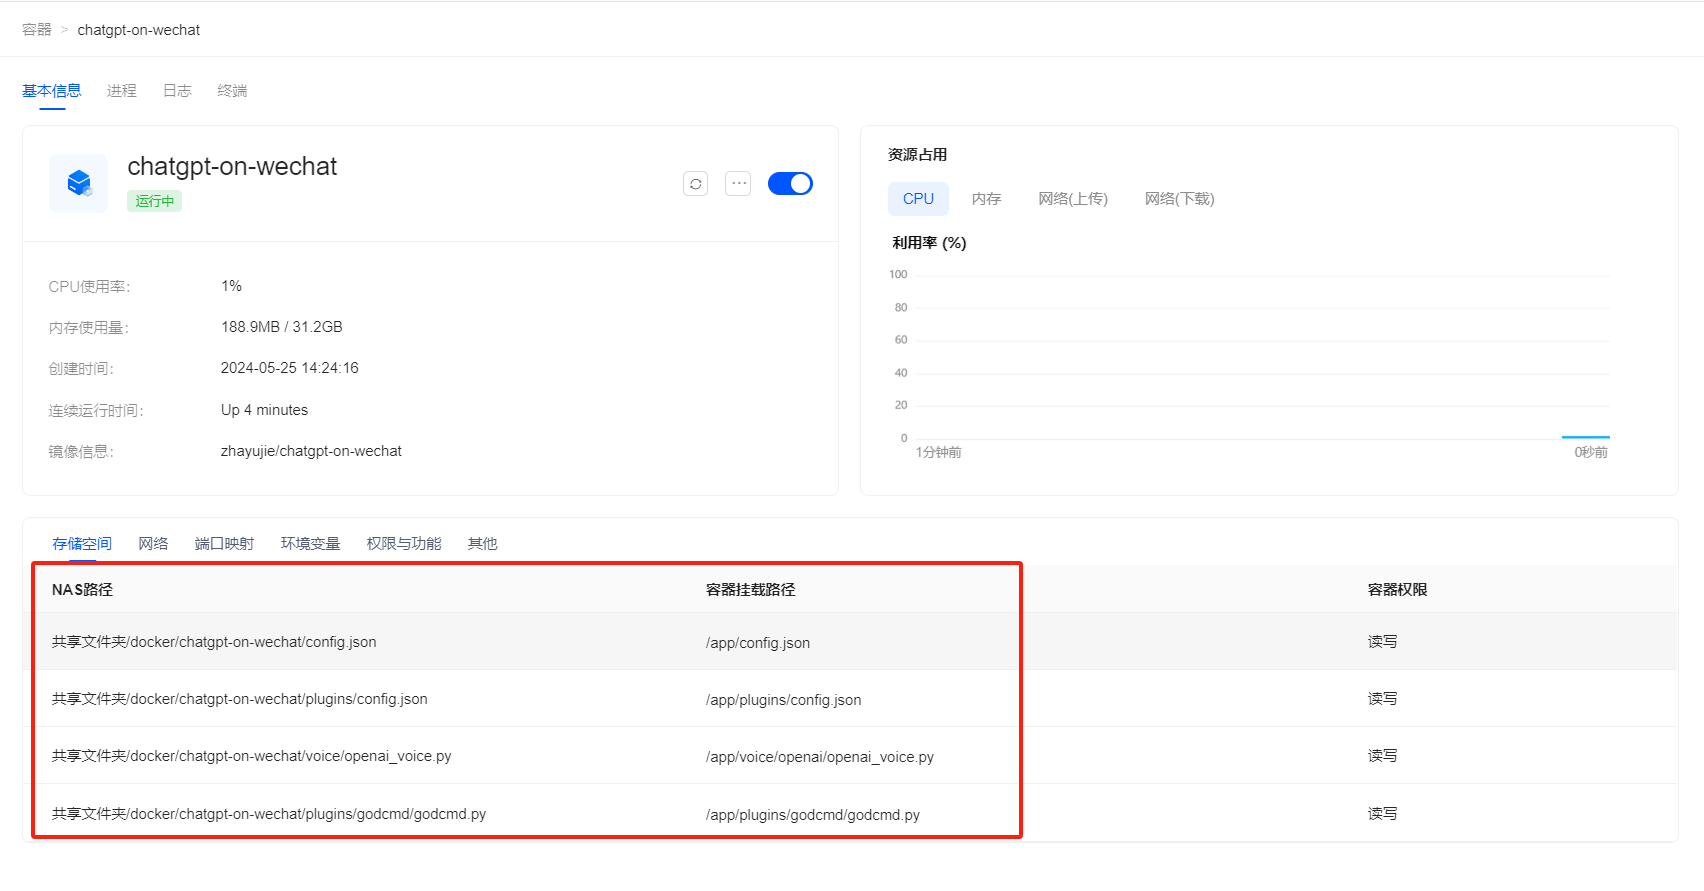 容器 > chatgpt-on-wechat
基本信息 进程 日志 终端
chatgpt-on-wechat
运行中
CPU使用率: 1%
内存使用量: 188.9MB / 31.2GB
创建时间: 2024-05-25 14:24:16
连续运行时间: Up 4 minutes
镜像信息: zhayujie/chatgpt-on-wechat
资源占用
CPU 内存 网络(上传) 网络(下载)
利用率 (%)
100
80
60
40
20
0
1分钟前 0秒前
存储空间 网络 端口映射 环境变量 权限与功能 其他
NAS路径 容器挂载路径 容器权限
共享文件夹/docker/chatgpt-on-wechat/config.json /app/config.json 读写
共享文件夹/docker/chatgpt-on-wechat/plugins/config.json /app/plugins/config.json 读写
共享文件夹/docker/chatgpt-on-wechat/voice/openai_voice.py /app/voice/openai/openai_voice.py 读写
共享文件夹/docker/chatgpt-on-wechat/plugins/godcmd/godcmd.py /app/plugins/godcmd/godcmd.py 读写